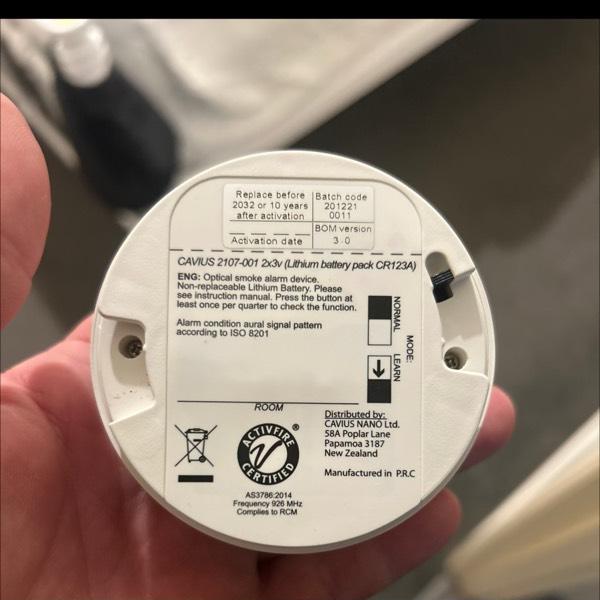 Replace before
2032 or 10 years
after activation
Activation date
Batch code
201221
0011
BOM version
3.0
CAVIUS 2107-001 2x3v (Lithium battery pack CR123A)
ENG: Optical smoke alarm device.
Non-replaceable Lithium Battery. Please
see instruction manual. Press the button at
least once per quarter to check the function.
Alarm condition aural signal pattern
according to ISO 8201
NORMAL
MODE:
LEARN
ROOM
ACTIVFIRE®
CERTIFIED
AS3786:2014
Frequency 926 MHz
Complies to RCM
Distributed by:
CAVIUS NANO Ltd.
58A Poplar Lane
Papamoa 3187
New Zealand
Manufactured in P.R.C